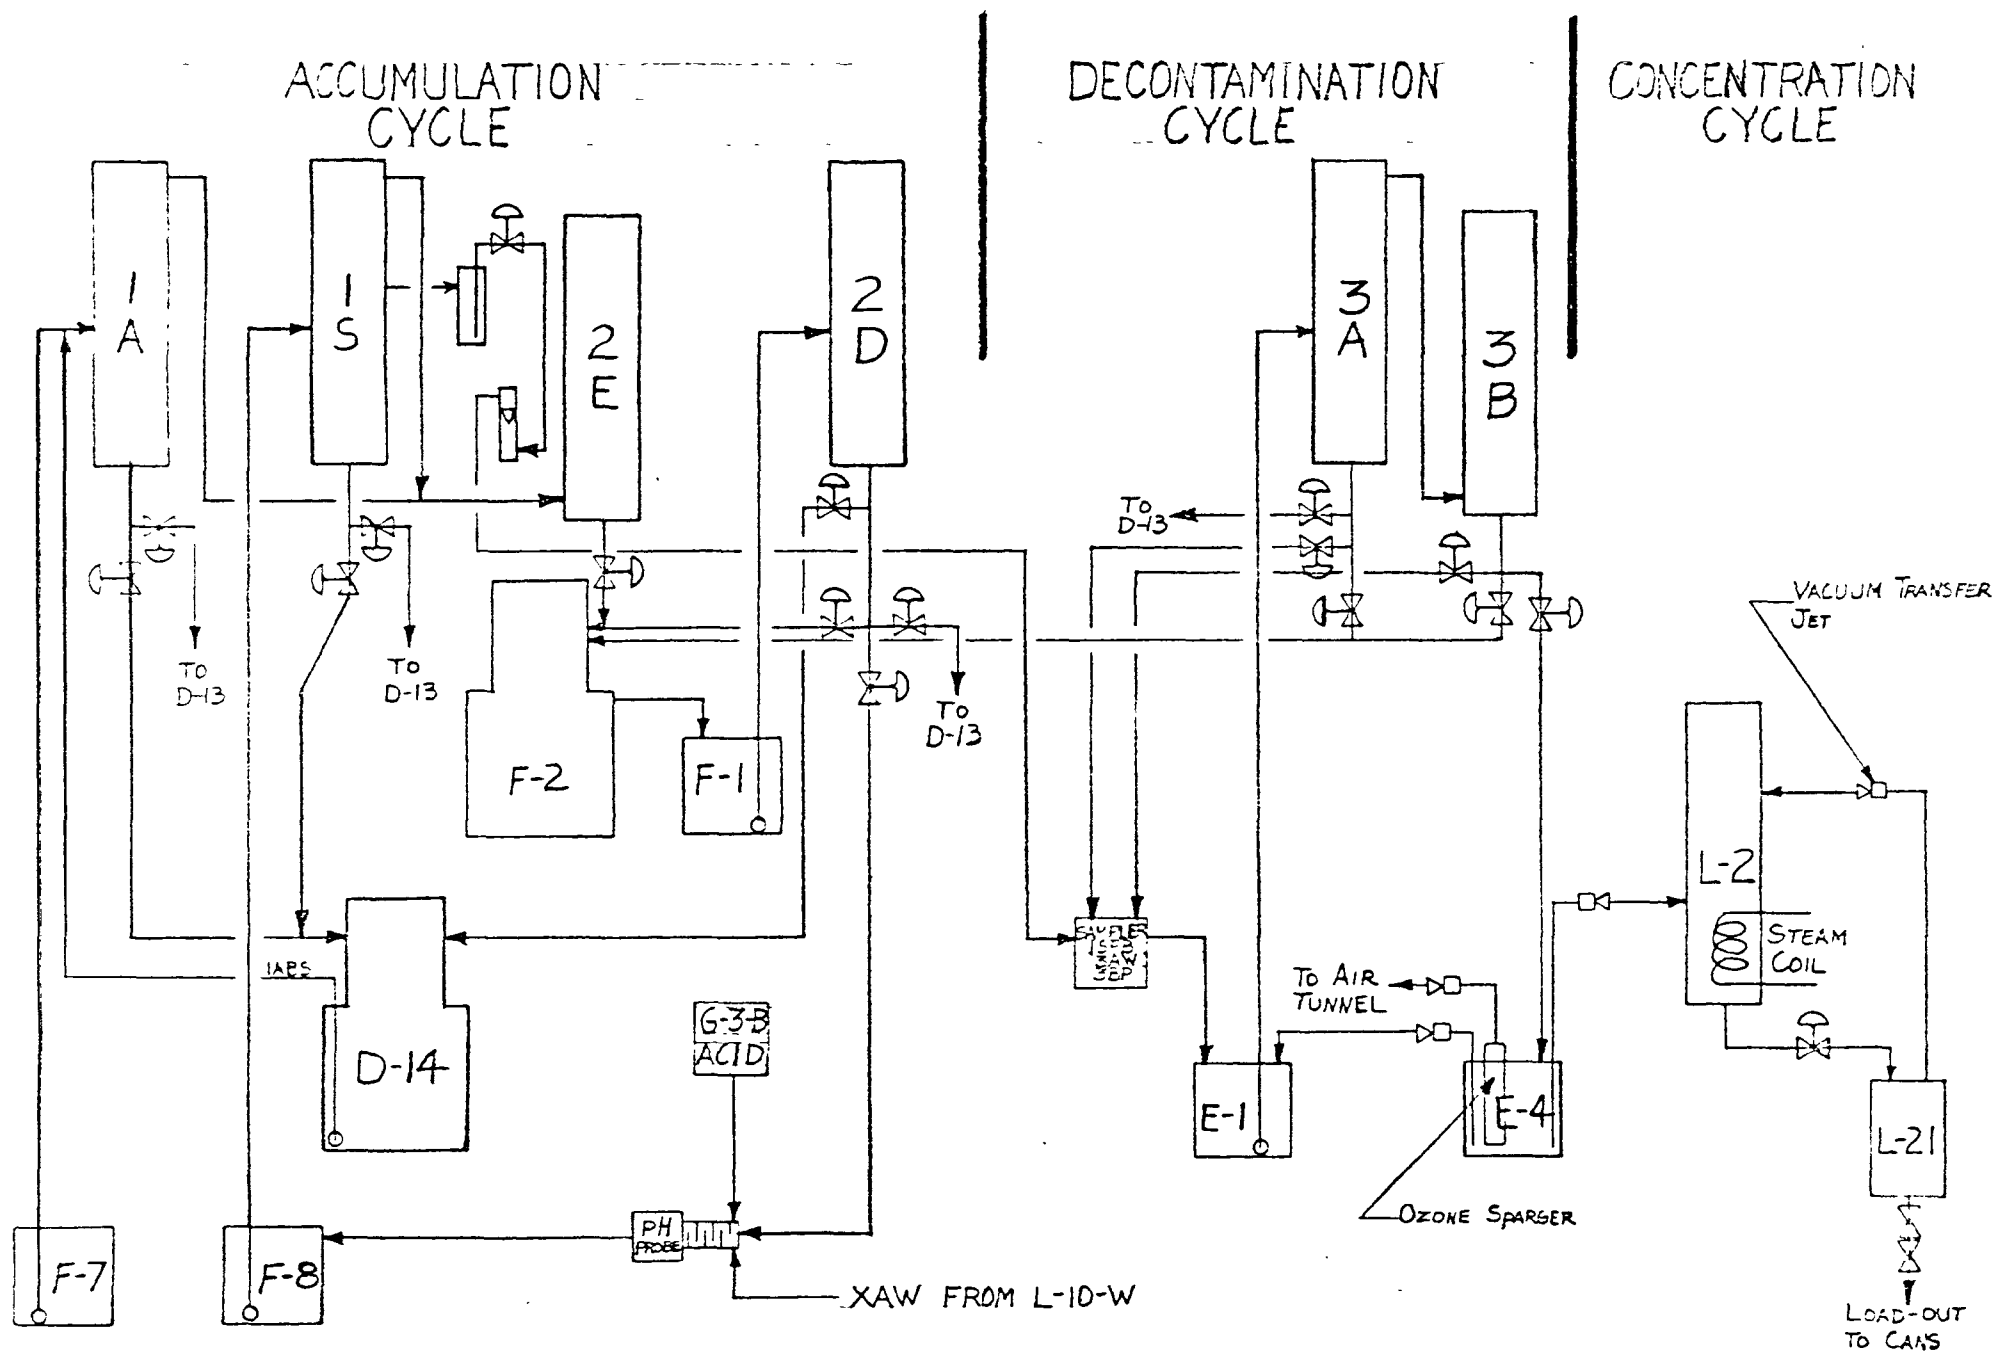 ACCUMULATION
CYCLE
DECONTAMINATION
CYCLE
CONCENTRATION
CYCLE
1
A
1
S
2
E
2
D
3
A
3
B
TO
D-13
TO
D-13
TO
D-13
TO
D-13
VACUUM TRANSFER
JET
F-2
F-1
L-2
STEAM
COIL
SAMPLER
1ABS
TO AIR
TUNNEL
G-3-B
ACID
D-14
E-1
E-4
L-21
OZONE SPARGER
PH
PROBE
F-7
F-8
XAW FROM L-10-W
LOAD-OUT
TO CANS